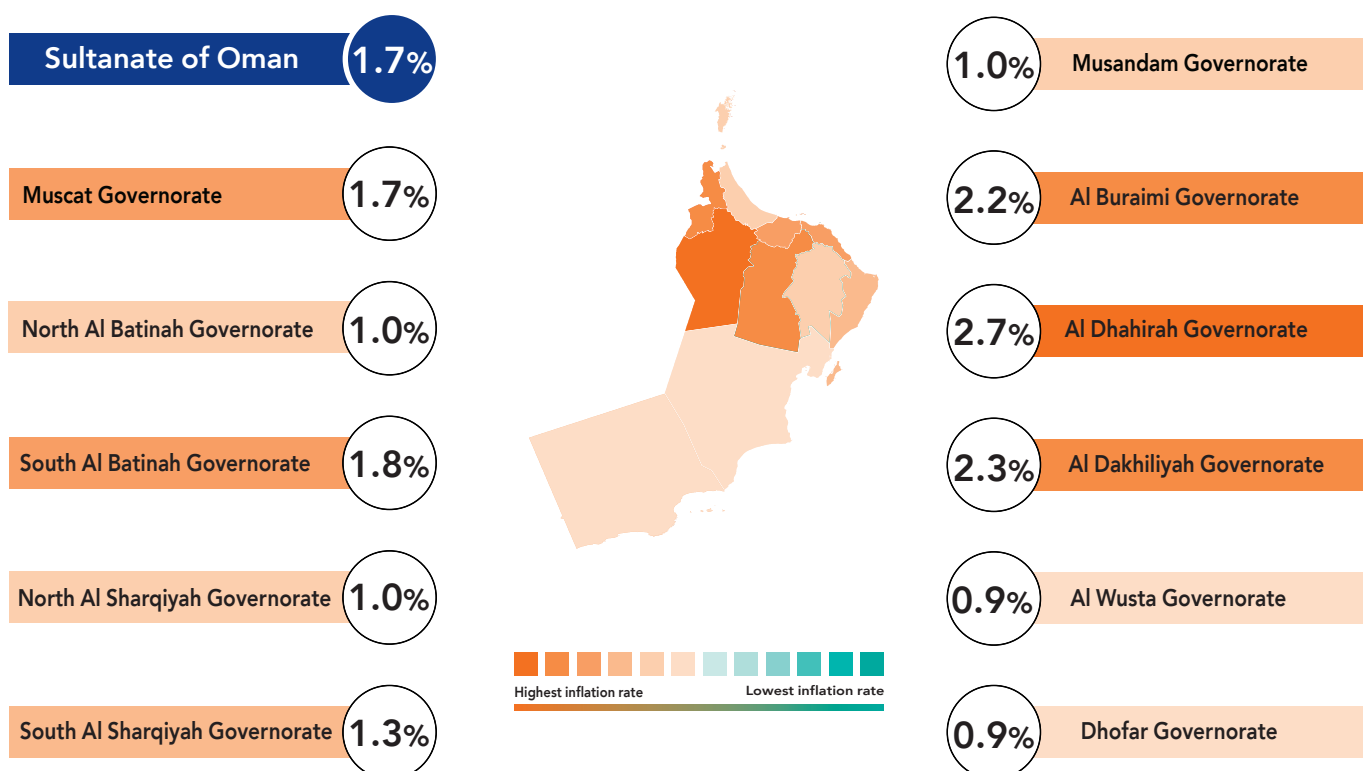 Sultanate of Oman 1.7%
Muscat Governorate 1.7%
North Al Batinah Governorate 1.0%
South Al Batinah Governorate 1.8%
North Al Sharqiyah Governorate 1.0%
South Al Sharqiyah Governorate 1.3%
1.0% Musandam Governorate
2.2% Al Buraimi Governorate
2.7% Al Dhahirah Governorate
2.3% Al Dakhiliyah Governorate
0.9% Al Wusta Governorate
0.9% Dhofar Governorate
Highest inflation rate
Lowest inflation rate